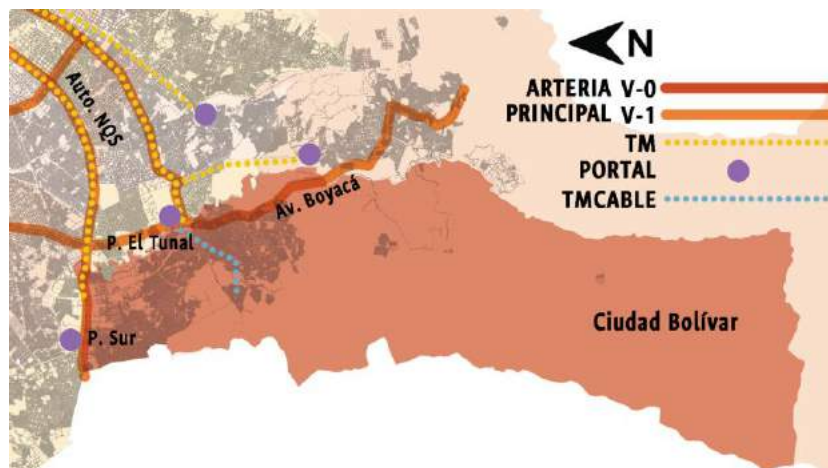 N
ARTERIA V-0
PRINCIPAL V-1
TM
PORTAL
TMCABLE
Auto. NQS
Av. Boyacá
P. El Tunal
P. Sur
Ciudad Bolívar